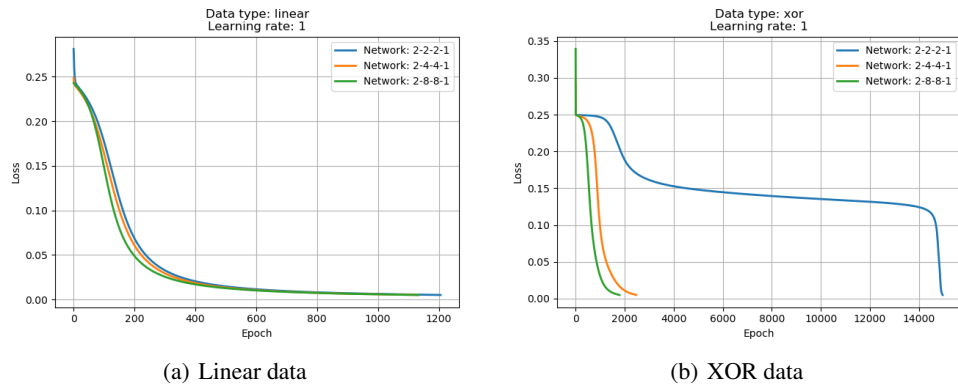 Data type: linear
Learning rate: 1
Network: 2-2-2-1
Network: 2-4-4-1
Network: 2-8-8-1
0.25
0.20
0.15
0.10
0.05
0.00
Loss
0 200 400 600 800 1000 1200
Epoch
(a) Linear data
Data type: xor
Learning rate: 1
Network: 2-2-2-1
Network: 2-4-4-1
Network: 2-8-8-1
0.35
0.30
0.25
0.20
0.15
0.10
0.05
0.00
Loss
0 2000 4000 6000 8000 10000 12000 14000
Epoch
(b) XOR data